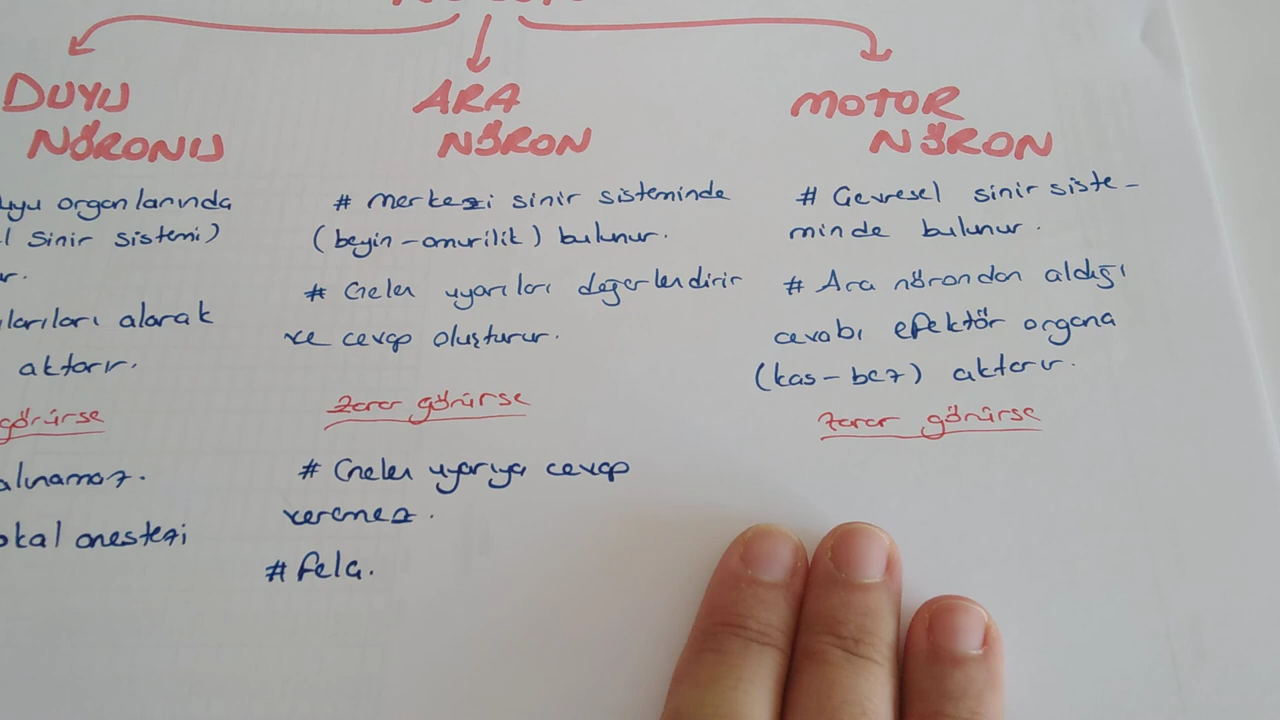 DUYU
NÖRONU
organlarında
sinir sistemi)
alarak
aktarır.
görürse
alınamaz.
anestezi
ARA
NÖRON
# Merkezi sinir sisteminde
(beyin-omurilik) bulunur.
# Gelen uyarıları değerlendirir
ve cevap oluşturur.
Zarar görürse
# Gelen uyarıya cevap
veremez.
# Felç.
MOTOR
NÖRON
# Çevresel sinir siste-
minde bulunur.
# Ara nörondan aldığı
cevabı efektör organa
(kas-bez) aktarır.
Zarar görürse